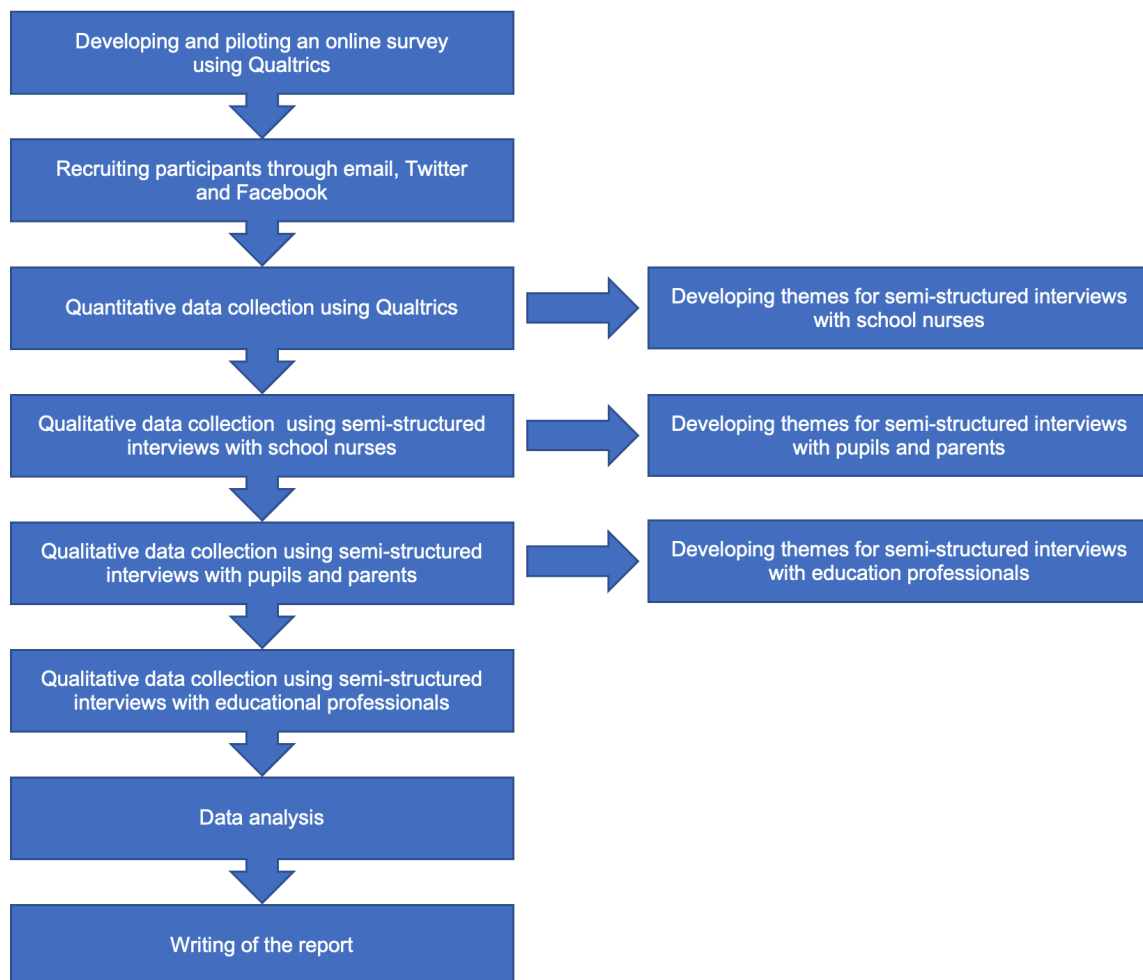 Developing and piloting an online survey
using Qualtrics
Recruiting participants through email, Twitter
and Facebook
Quantitative data collection using Qualtrics
Developing themes for semi-structured interviews
with school nurses
Qualitative data collection  using semi-structured
interviews with school nurses
Developing themes for semi-structured interviews
with pupils and parents
Qualitative data collection using semi-structured
interviews with pupils and parents
Developing themes for semi-structured interviews
with education professionals
Qualitative data collection using semi-structured
interviews with educational professionals
Data analysis
Writing of the report